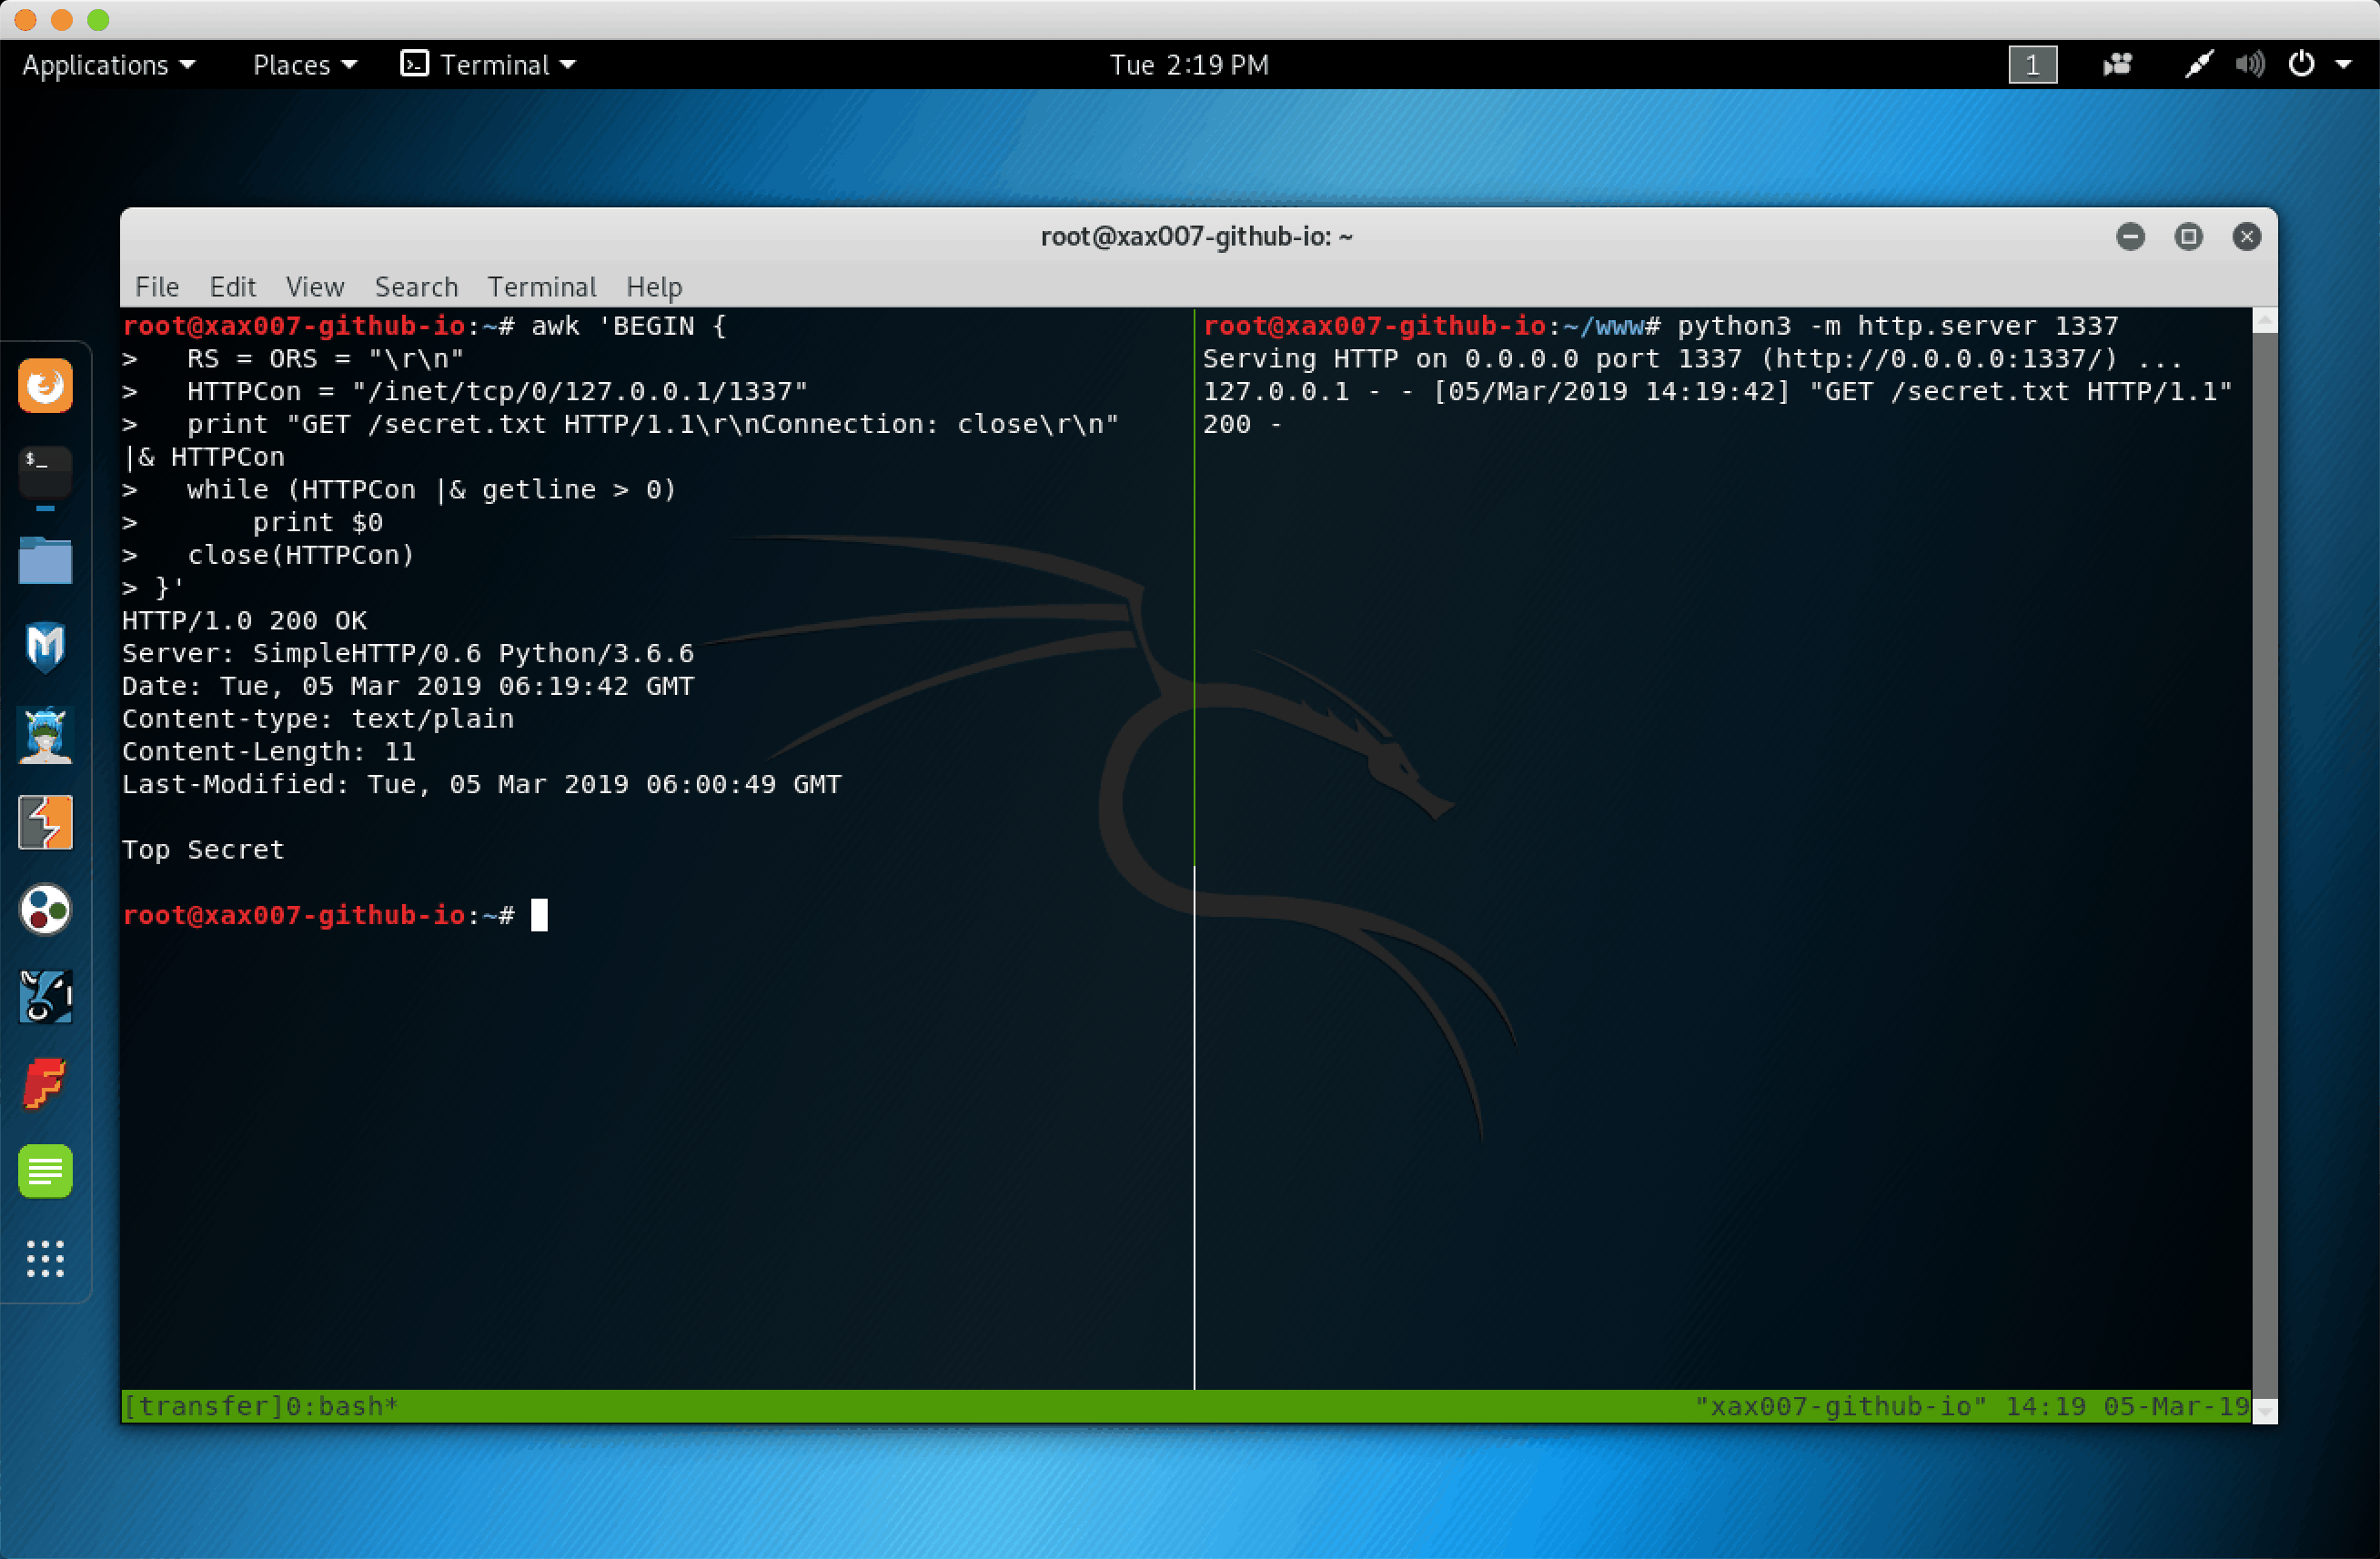 Applications Places Terminal Tue 2:19 PM 1
root@xax007-github-io: ~
File Edit View Search Terminal Help
root@xax007-github-io:~# awk 'BEGIN {
>   RS = ORS = "\r\n"
>   HTTPCon = "/inet/tcp/0/127.0.0.1/1337"
>   print "GET /secret.txt HTTP/1.1\r\nConnection: close\r\n"
|& HTTPCon
>   while (HTTPCon |& getline > 0)
>       print $0
>   close(HTTPCon)
> }'
HTTP/1.0 200 OK
Server: SimpleHTTP/0.6 Python/3.6.6
Date: Tue, 05 Mar 2019 06:19:42 GMT
Content-type: text/plain
Content-Length: 11
Last-Modified: Tue, 05 Mar 2019 06:00:49 GMT
Top Secret
root@xax007-github-io:~#
root@xax007-github-io:~/www# python3 -m http.server 1337
Serving HTTP on 0.0.0.0 port 1337 (http://0.0.0.0:1337/) ...
127.0.0.1 - - [05/Mar/2019 14:19:42] "GET /secret.txt HTTP/1.1"
200 -
[transfer]0:bash* "xax007-github-io" 14:19 05-Mar-19
$_